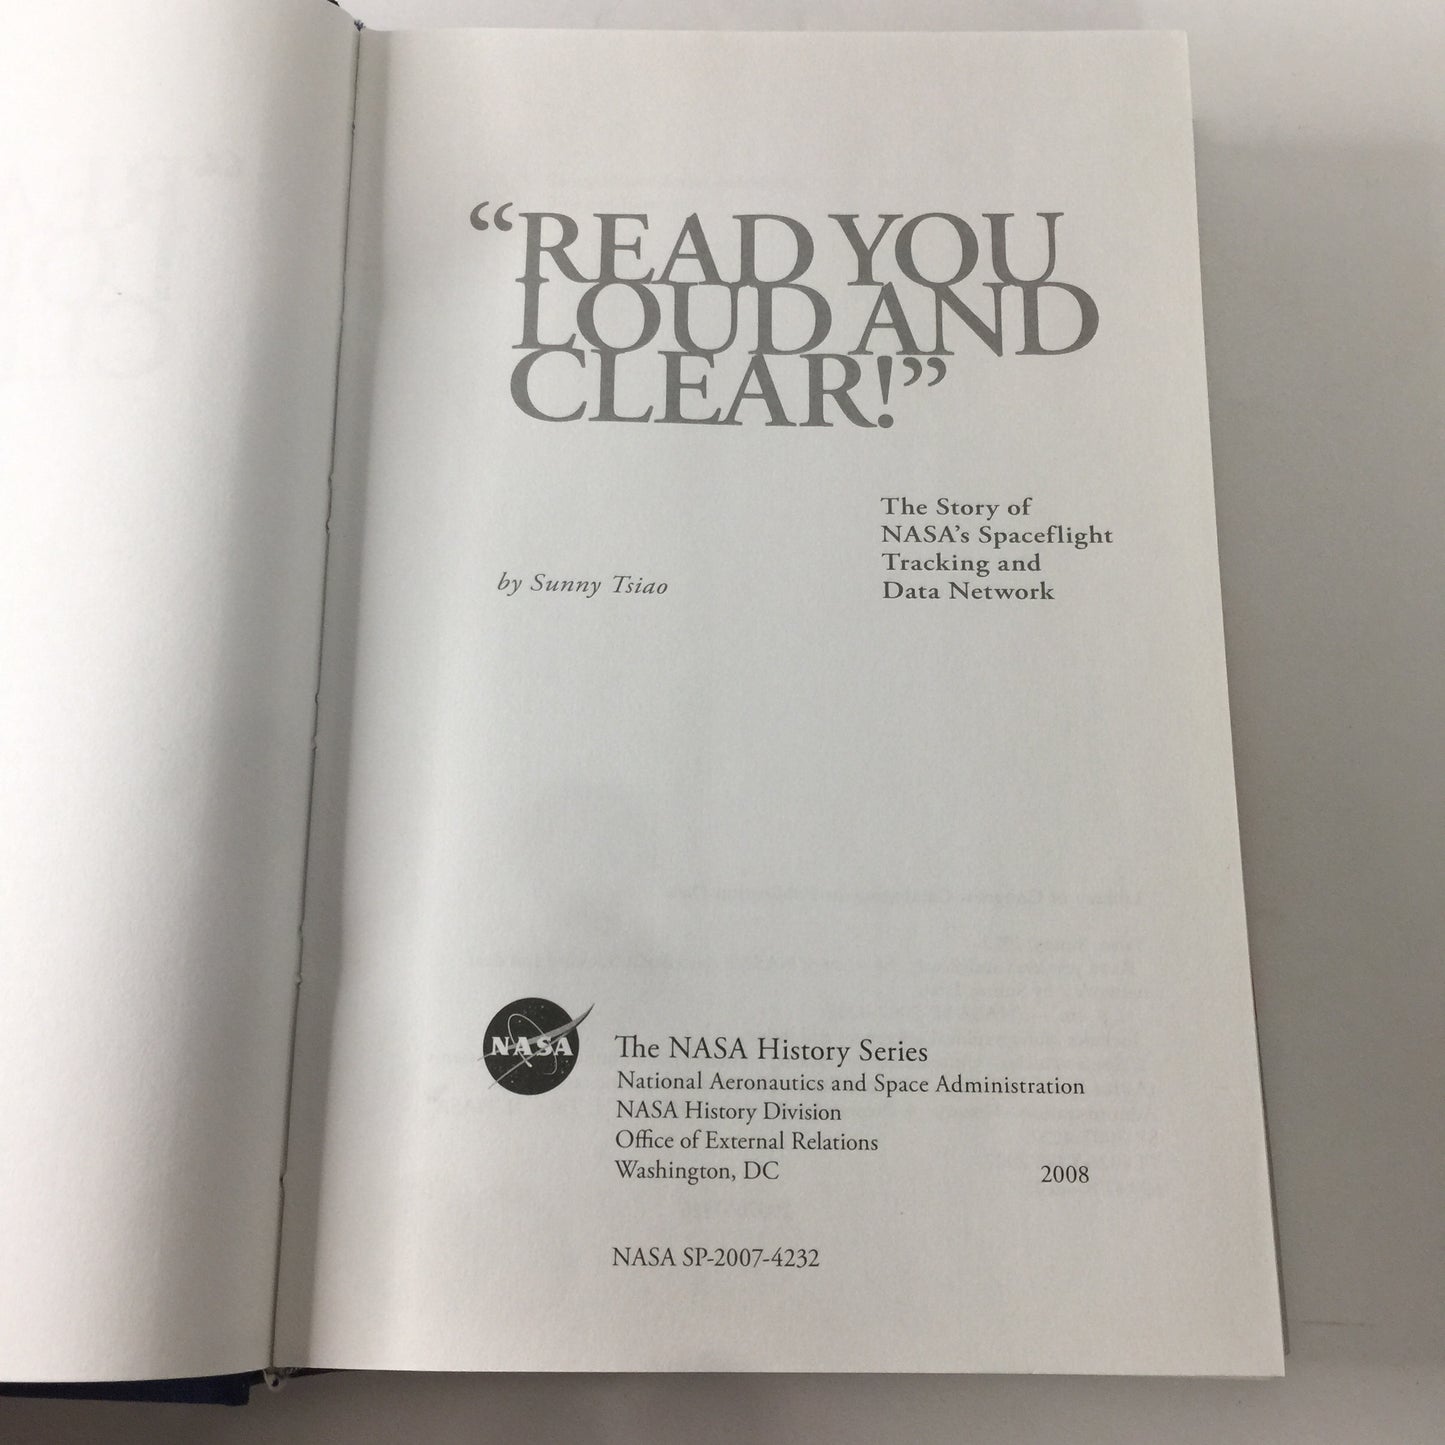 “READ YOU
LOUD AND
CLEAR!”
The Story of
NASA’s Spaceflight
Tracking and
Data Network
by Sunny Tsiao
NASA
The NASA History Series
National Aeronautics and Space Administration
NASA History Division
Office of External Relations
Washington, DC
2008
NASA SP-2007-4232